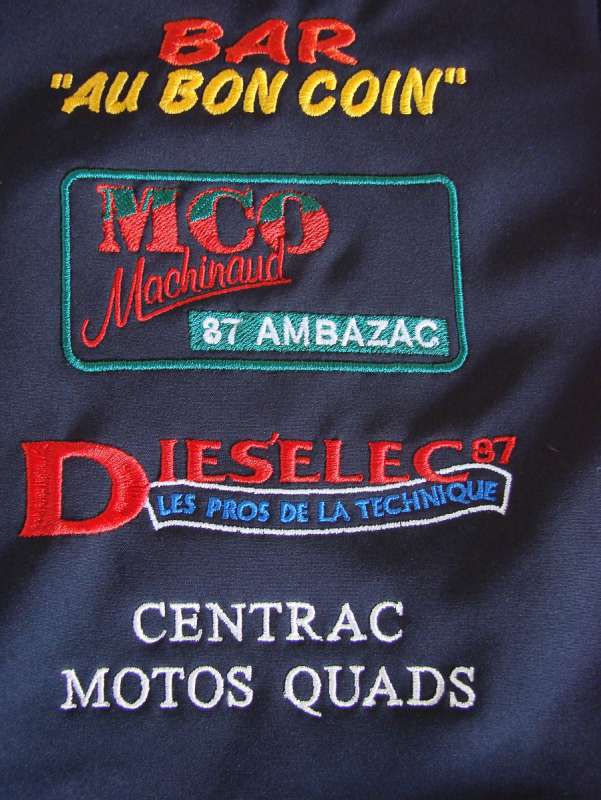 BAR
"AU BON COIN"
MCO
Machinaud
87 AMBAZAC
DIESELEC 87
LES PROS DE LA TECHNIQUE
CENTRAC
MOTOS QUADS